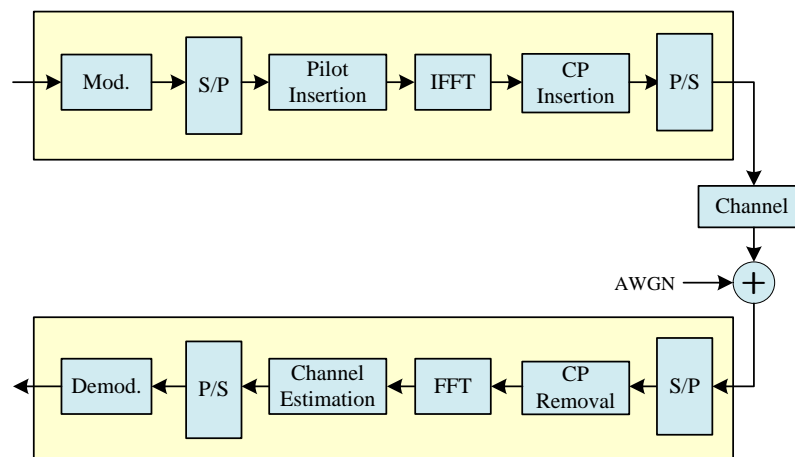 Mod.
S/P
Pilot
Insertion
IFFT
CP
Insertion
P/S
Channel
AWGN
+
Demod.
P/S
Channel
Estimation
FFT
CP
Removal
S/P